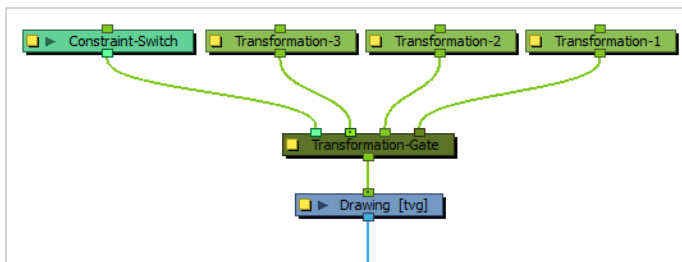 Constraint-Switch
Transformation-3
Transformation-2
Transformation-1
Transformation-Gate
Drawing [tvg]